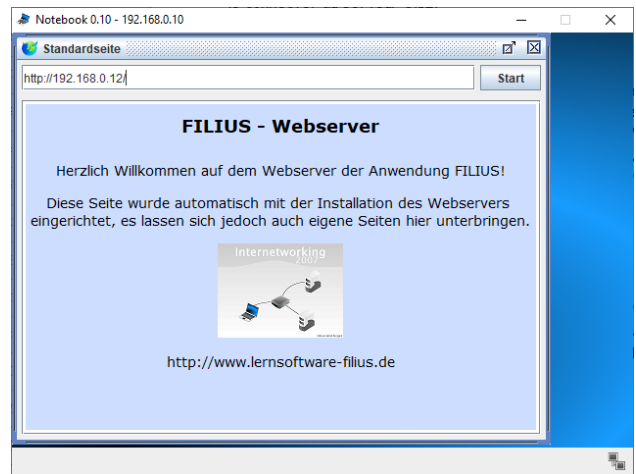 Notebook 0.10 - 192.168.0.10
Standardseite
http://192.168.0.12/
Start
FILIUS - Webserver
Herzlich Willkommen auf dem Webserver der Anwendung FILIUS!
Diese Seite wurde automatisch mit der Installation des Webservers
eingerichtet, es lassen sich jedoch auch eigene Seiten hier unterbringen.
Internetworking
2007
http://www.lernsoftware-filius.de